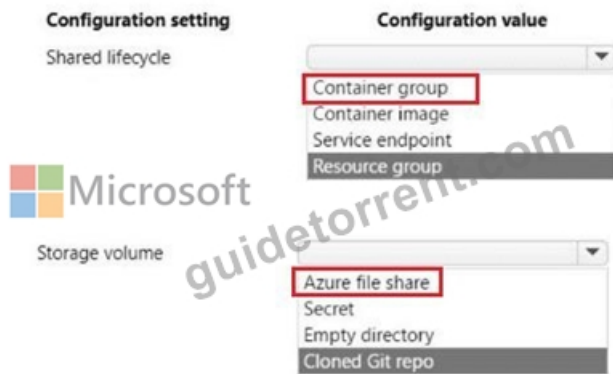 Configuration setting Configuration value
Shared lifecycle
Container group
Container image
Service endpoint
Resource group
Microsoft
guidetorrent.com
Storage volume
Azure file share
Secret
Empty directory
Cloned Git repo